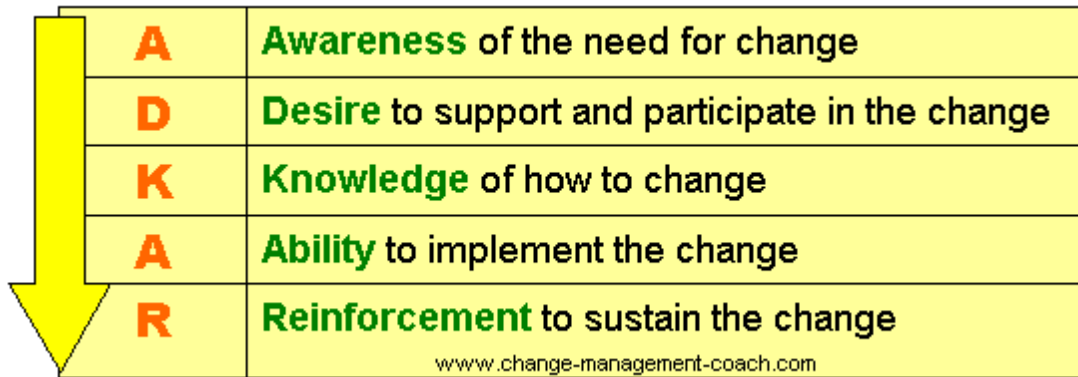 A Awareness of the need for change
D Desire to support and participate in the change
K Knowledge of how to change
A Ability to implement the change
R Reinforcement to sustain the change
www.change-management-coach.com